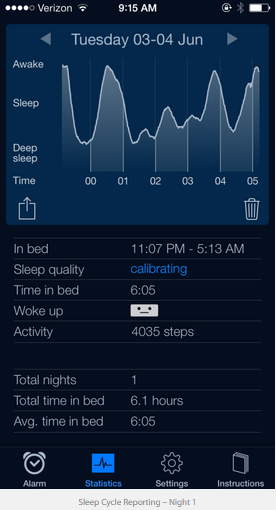 Verizon 9:15 AM
Tuesday 03-04 Jun
Awake
Sleep
Deep
sleep
Time 00 01 02 03 04 05
In bed 11:07 PM - 5:13 AM
Sleep quality calibrating
Time in bed 6:05
Woke up
Activity 4035 steps
Total nights 1
Total time in bed 6.1 hours
Avg. time in bed 6:05
Alarm Statistics Settings Instructions
Sleep Cycle Reporting – Night 1